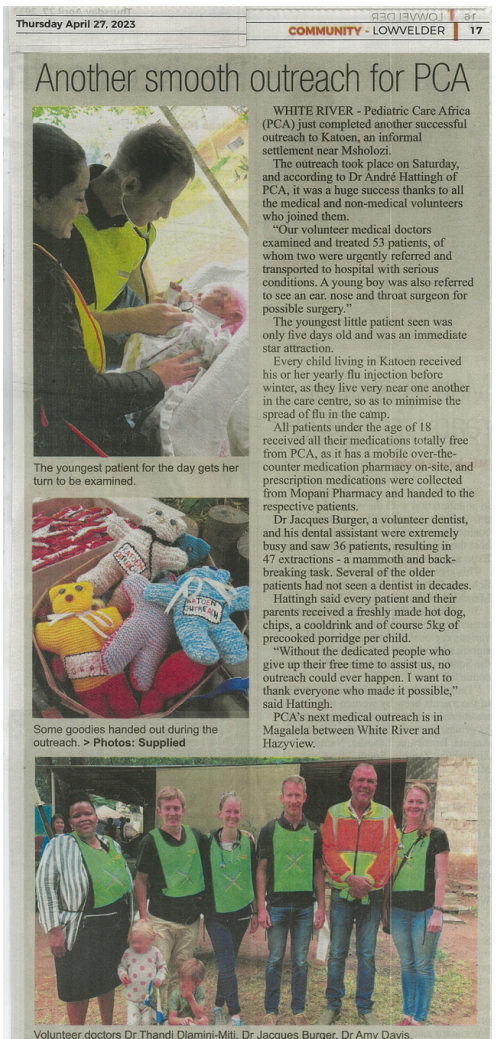 Thursday April 27, 2023
LOWVELDER 16
COMMUNITY - LOWVELDER 17
Another smooth outreach for PCA
WHITE RIVER - Pediatric Care Africa
(PCA) just completed another successful
outreach to Katoen, an informal
settlement near Msholozi.
The outreach took place on Saturday,
and according to Dr André Hattingh of
PCA, it was a huge success thanks to all
the medical and non-medical volunteers
who joined them.
“Our volunteer medical doctors
examined and treated 53 patients, of
whom two were urgently referred and
transported to hospital with serious
conditions. A young boy was also referred
to see an ear. nose and throat surgeon for
possible surgery.”
The youngest little patient seen was
only five days old and was an immediate
star attraction.
Every child living in Katoen received
his or her yearly flu injection before
winter, as they live very near one another
in the care centre, so as to minimise the
spread of flu in the camp.
All patients under the age of 18
received all their medications totally free
from PCA, as it has a mobile over-the-
counter medication pharmacy on-site, and
prescription medications were collected
from Mopani Pharmacy and handed to the
respective patients.
Dr Jacques Burger, a volunteer dentist,
and his dental assistant were extremely
busy and saw 36 patients, resulting in
47 extractions - a mammoth and back-
breaking task. Several of the older
patients had not seen a dentist in decades.
Hattingh said every patient and their
parents received a freshly made hot dog,
chips, a cooldrink and of course 5kg of
precooked porridge per child.
“Without the dedicated people who
give up their free time to assist us, no
outreach could ever happen. I want to
thank everyone who made it possible,”
said Hattingh.
PCA’s next medical outreach is in
Magalela between White River and
Hazyview.
The youngest patient for the day gets her
turn to be examined.
KATOEN
OUTREACH
Some goodies handed out during the
outreach. > Photos: Supplied
Volunteer doctors Dr Thandi Dlamini-Miti, Dr Jacques Burger, Dr Amy Davis,